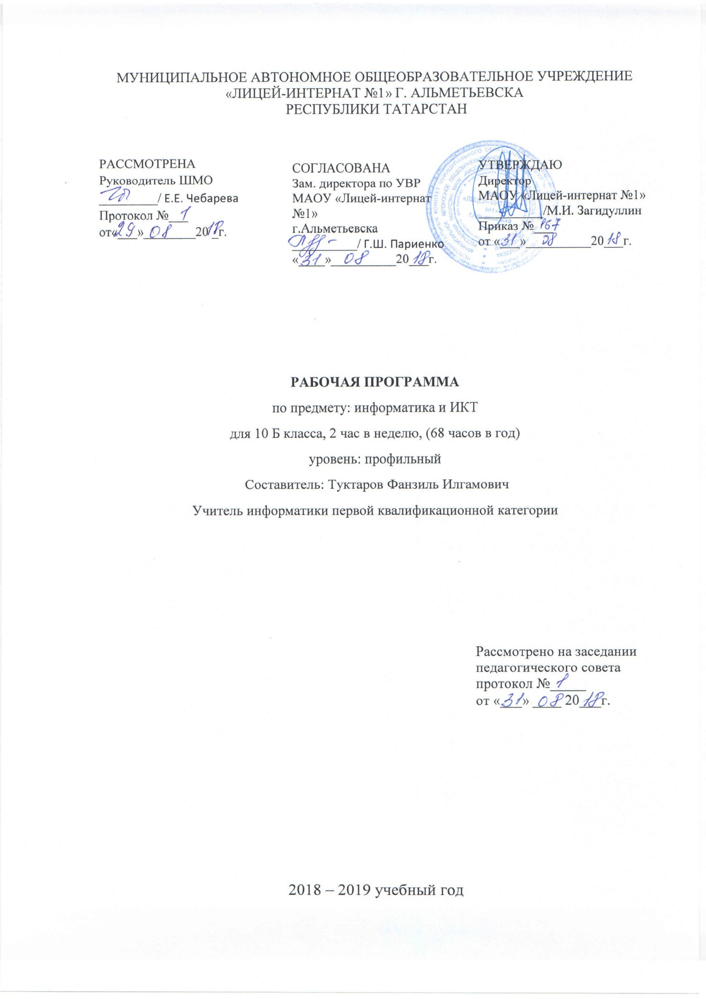 МУНИЦИПАЛЬНОЕ АВТОНОМНОЕ ОБЩЕОБРАЗОВАТЕЛЬНОЕ УЧРЕЖДЕНИЕ
«ЛИЦЕЙ-ИНТЕРНАТ №1» Г. АЛЬМЕТЬЕВСКА
РЕСПУБЛИКИ ТАТАРСТАН
РАССМОТРЕНА
Руководитель ШМО
_________/ Е.Е. Чебарева
Протокол № 1
от «29» 08 2018 г.
СОГЛАСОВАНА
Зам. директора по УВР
МАОУ «Лицей-интернат
№1»
г.Альметьевска
__________/ Г.Ш. Париенко
«31» 08 2018 г.
УТВЕРЖДАЮ
Директор
МАОУ «Лицей-интернат №1»
__________/М.И. Загидуллин
Приказ № 167
от «31» 08 2018 г.
РАБОЧАЯ ПРОГРАММА
по предмету: информатика и ИКТ
для 10 Б класса, 2 час в неделю, (68 часов в год)
уровень: профильный
Составитель: Туктаров Фанзиль Илгамович
Учитель информатики первой квалификационной категории
Рассмотрено на заседании
педагогического совета
протокол № 1
от «31» 08 2018 г.
2018 – 2019 учебный год